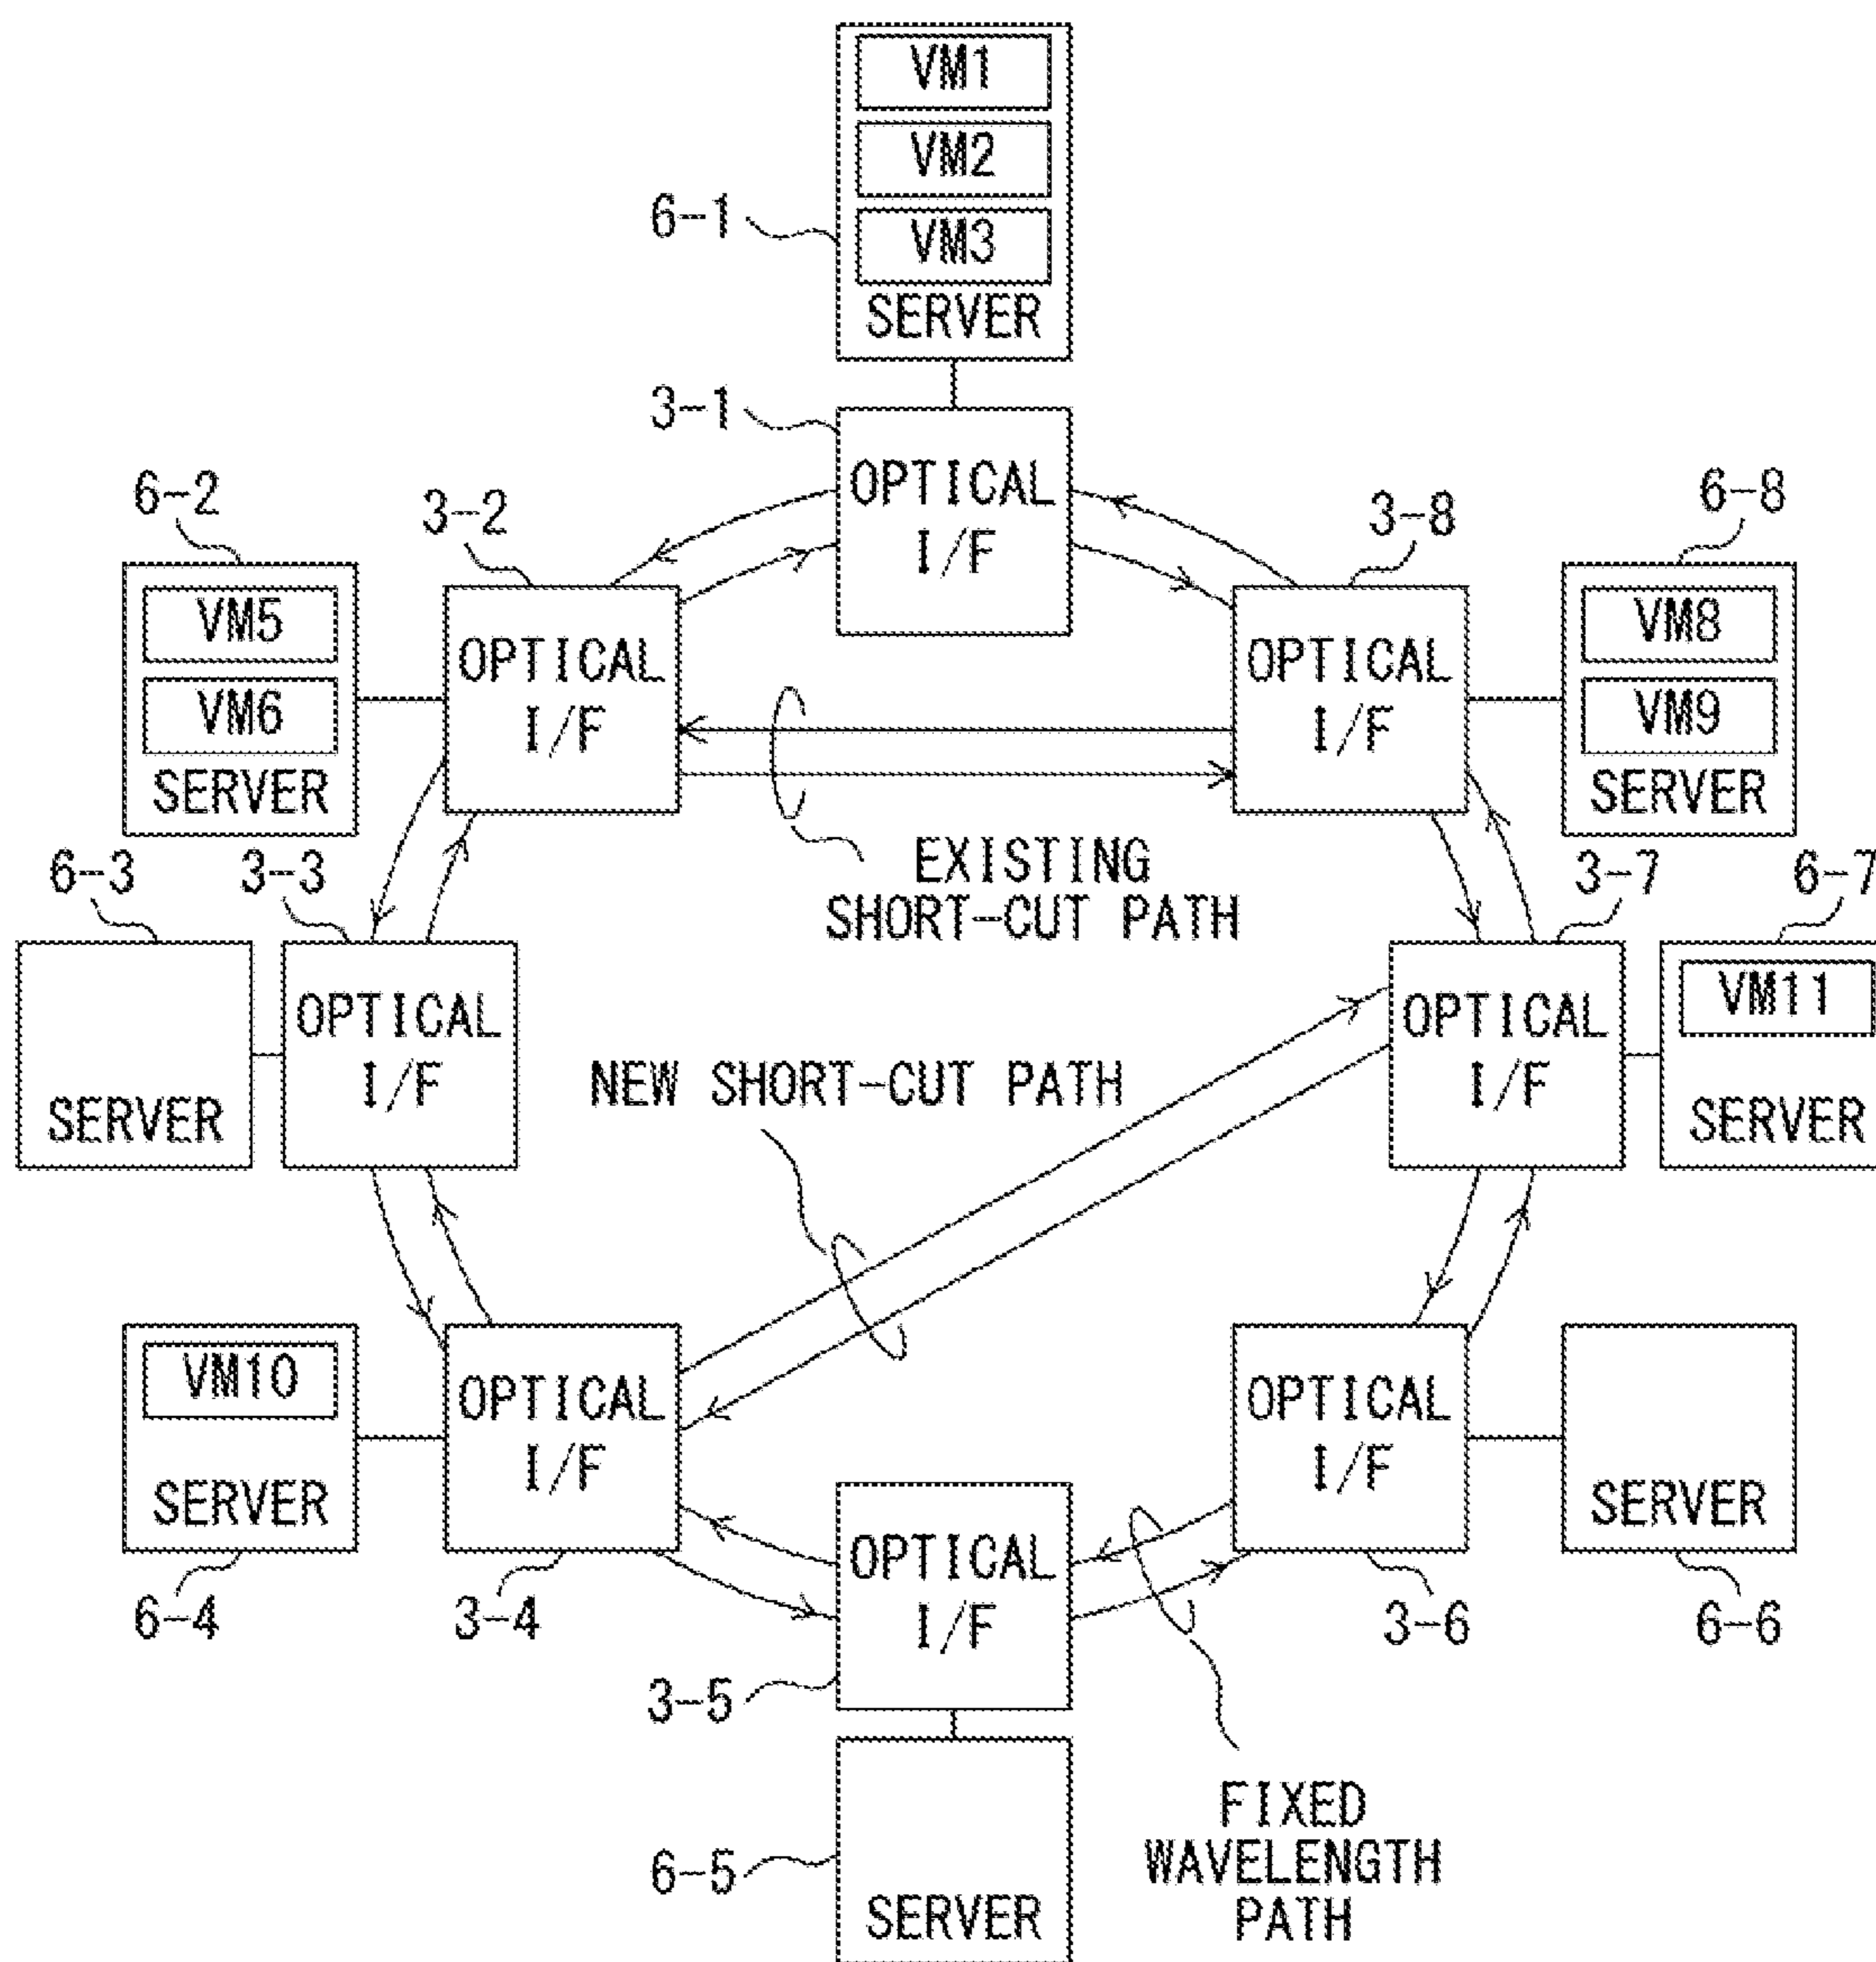 VM1
VM2
6-1
VM3
SERVER
3-1
OPTICAL
I/F
6-2
3-2
3-8
6-8
VM5
VM6
SERVER
OPTICAL
I/F
OPTICAL
I/F
VM8
VM9
SERVER
EXISTING
SHORT-CUT PATH
6-3
3-3
3-7
6-7
SERVER
OPTICAL
I/F
NEW SHORT-CUT PATH
OPTICAL
I/F
VM11
SERVER
VM10
SERVER
6-4
OPTICAL
I/F
3-4
OPTICAL
I/F
3-5
OPTICAL
I/F
3-6
SERVER
6-6
6-5
SERVER
FIXED
WAVELENGTH
PATH